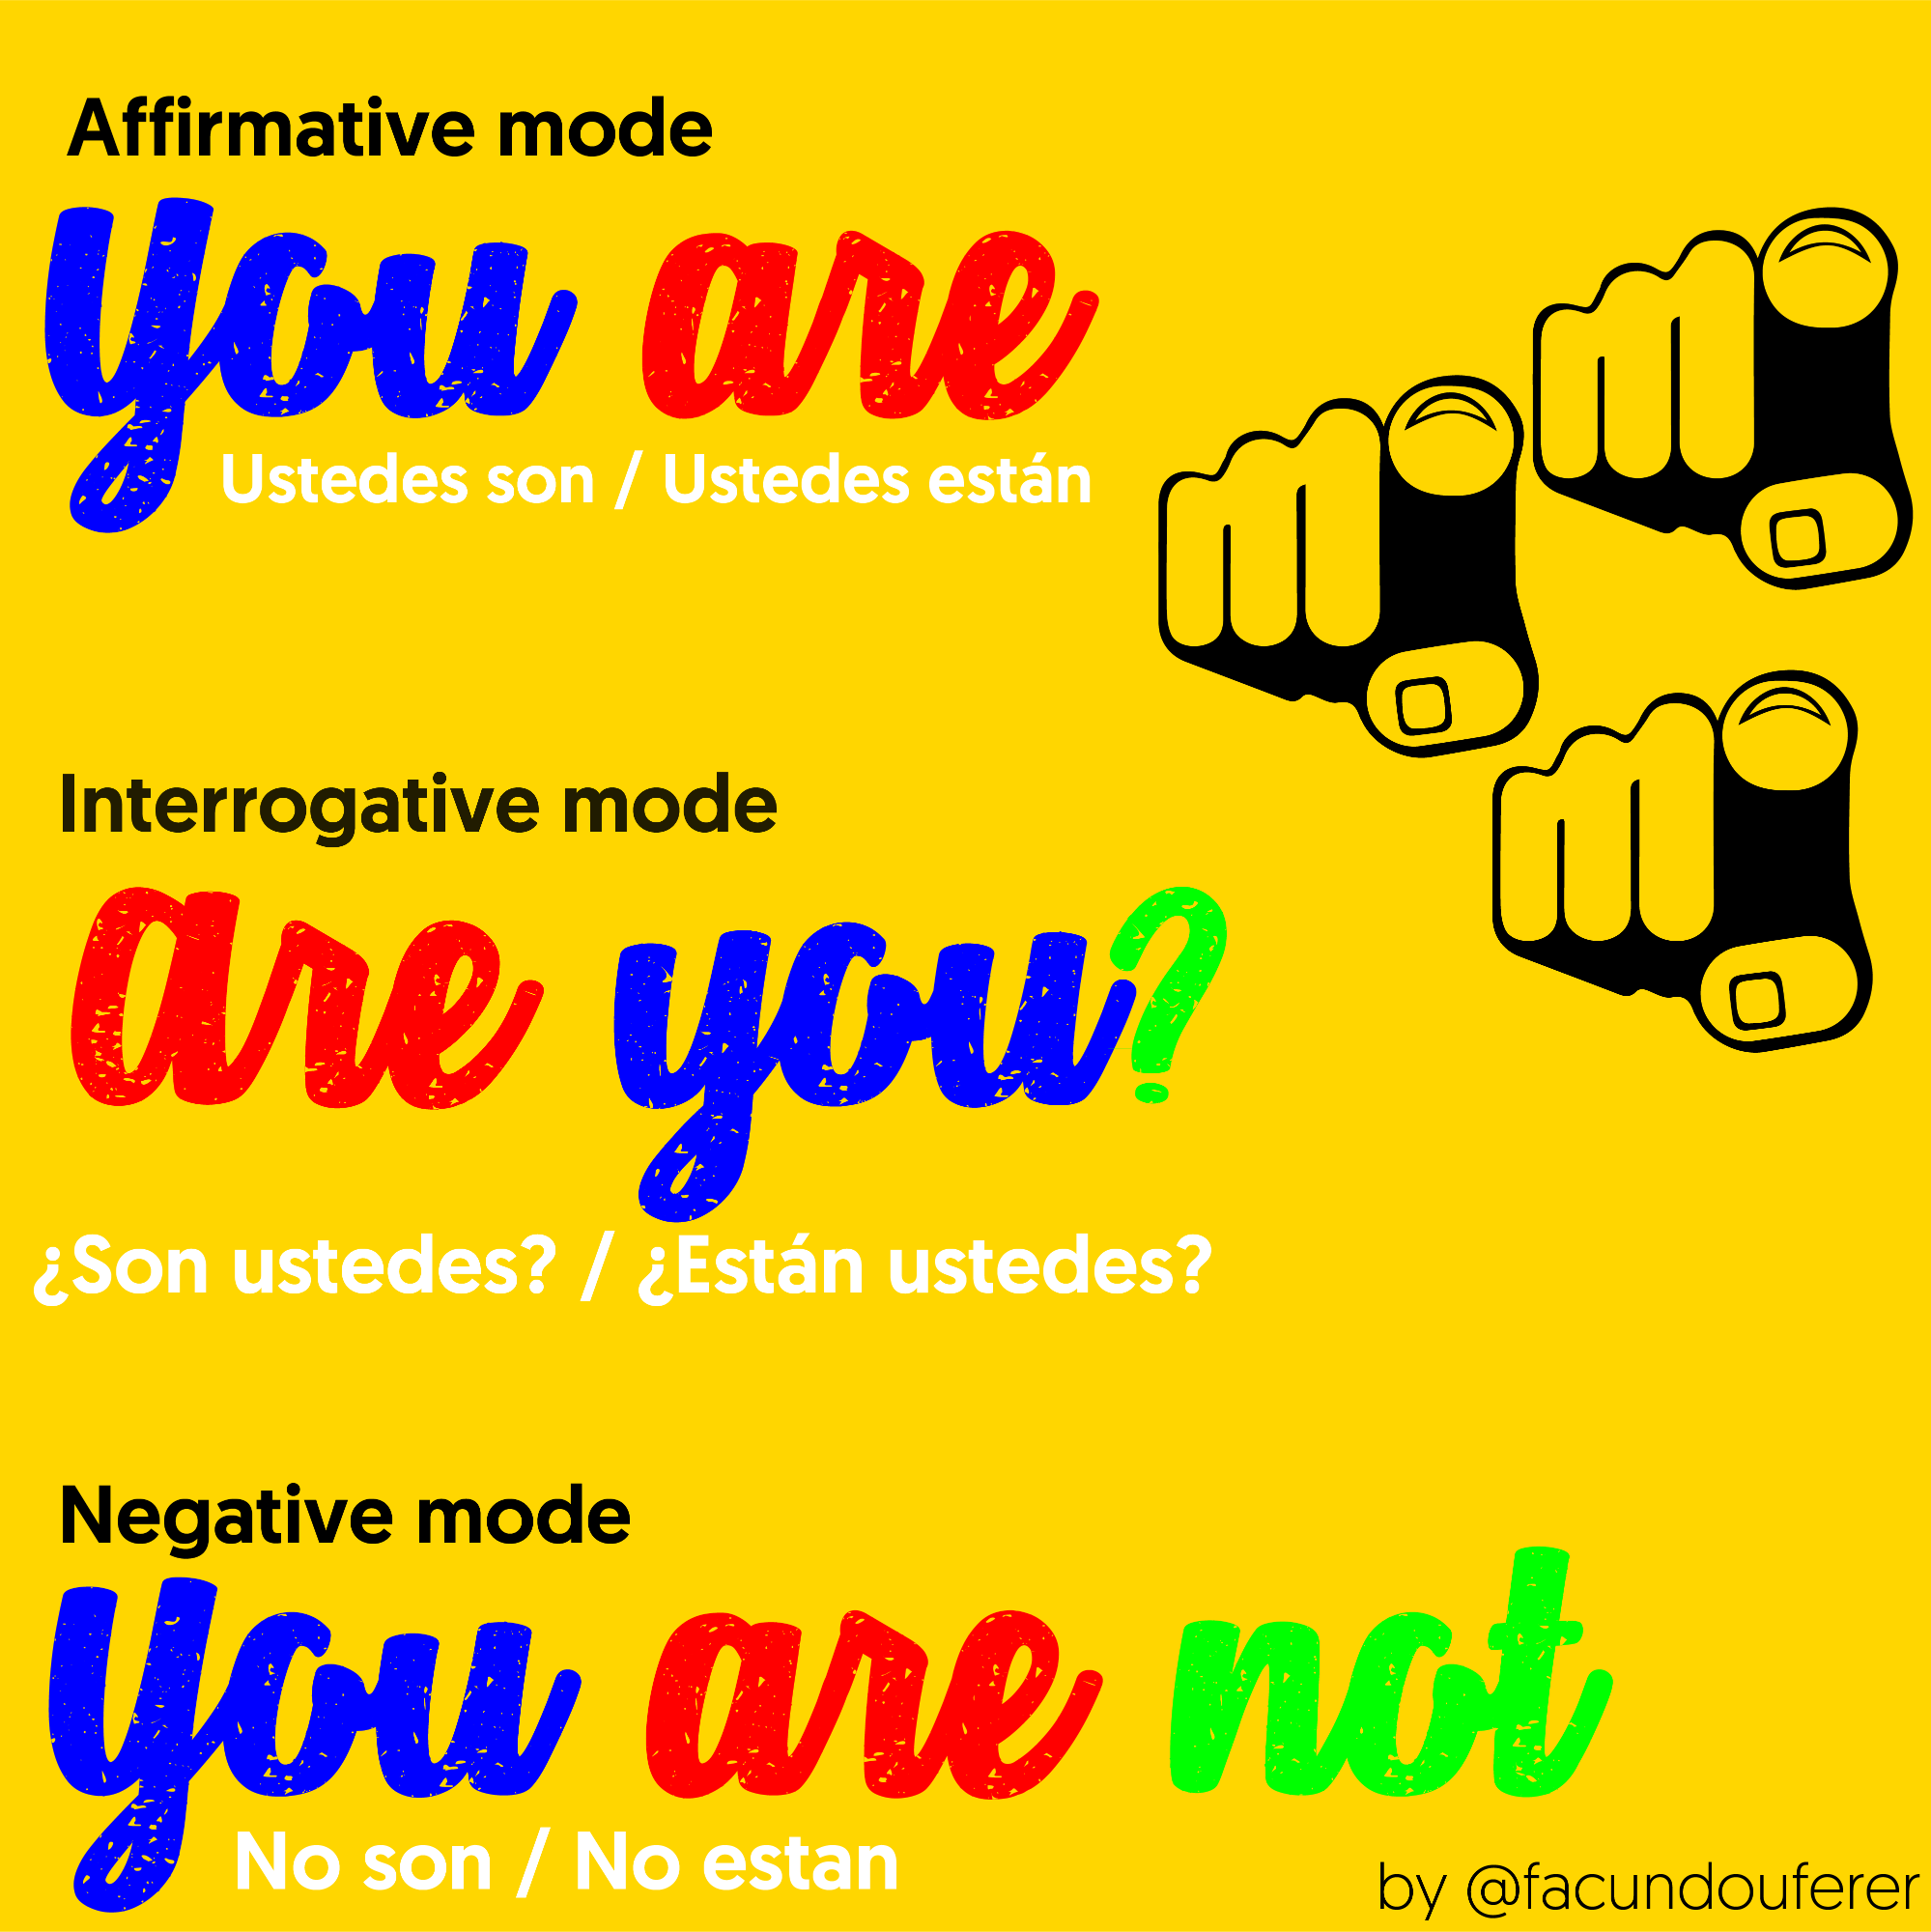 Affirmative mode
you are
Ustedes son / Ustedes están
Interrogative mode
are you?
¿Son ustedes? / ¿Están ustedes?
Negative mode
you are not
No son / No estan
by @facundouferer